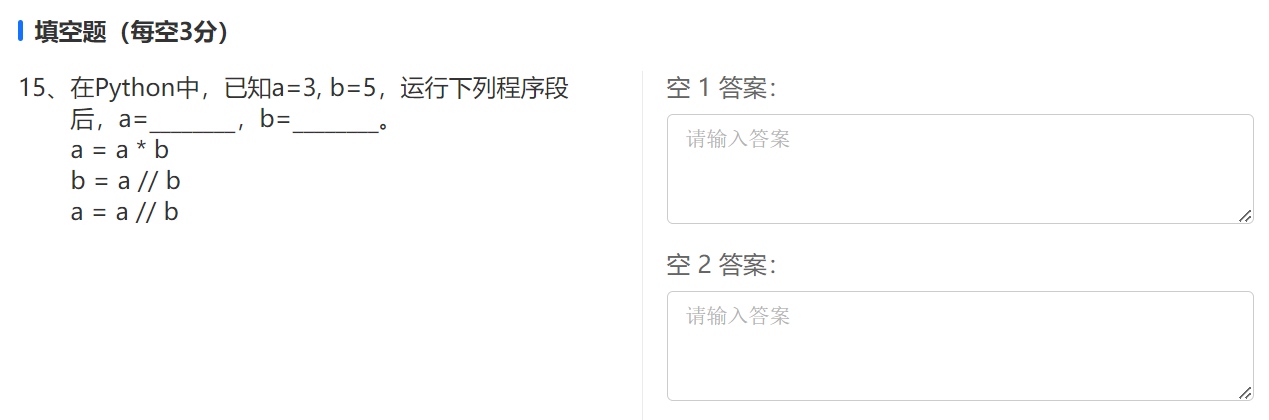 填空题（每空3分）
15、在Python中，已知a=3, b=5，运行下列程序段
后，a=________，b=________。
a = a * b
b = a // b
a = a // b
空 1 答案：
请输入答案
空 2 答案：
请输入答案